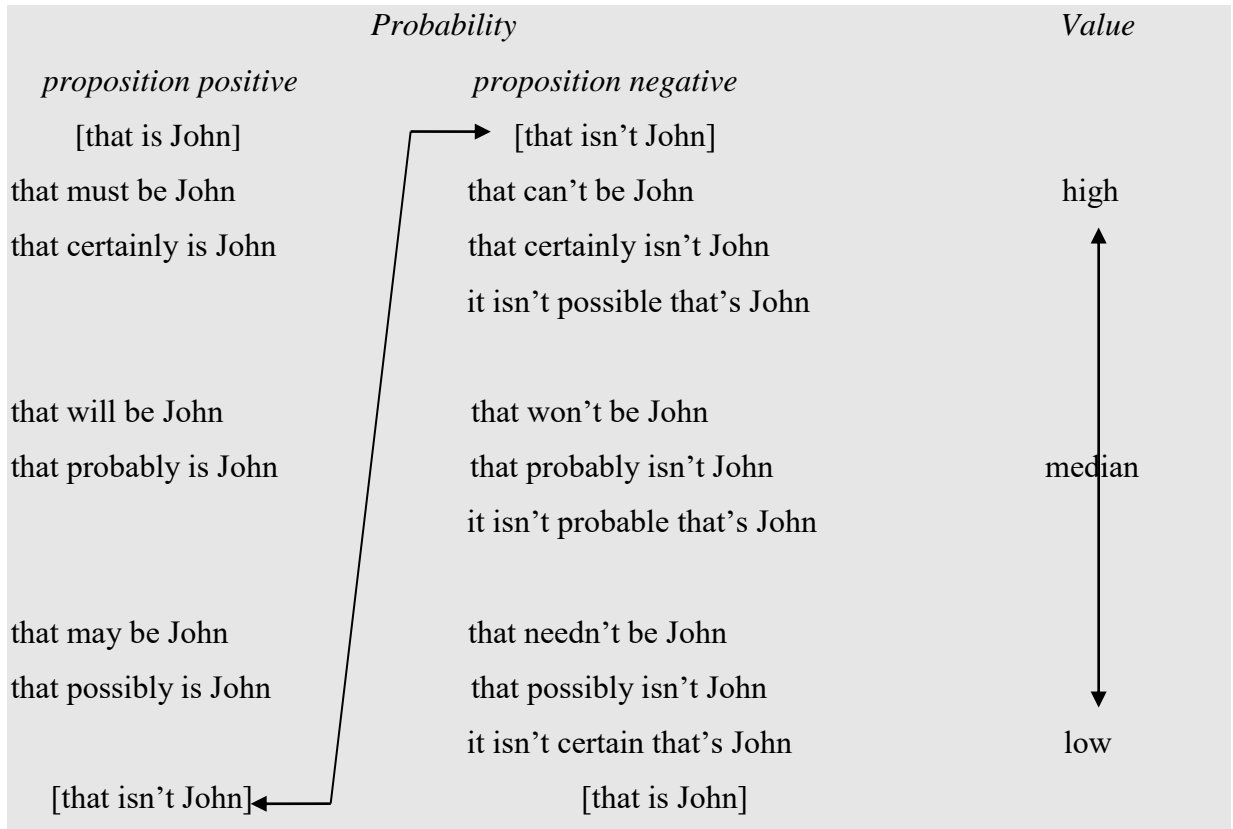 Probability Value
proposition positive proposition negative
[that is John] [that isn’t John]
that must be John that can’t be John high
that certainly is John that certainly isn’t John
it isn’t possible that’s John
that will be John that won’t be John
that probably is John that probably isn’t John median
it isn’t probable that’s John
that may be John that needn’t be John
that possibly is John that possibly isn’t John
it isn’t certain that’s John low
[that isn’t John] [that is John]